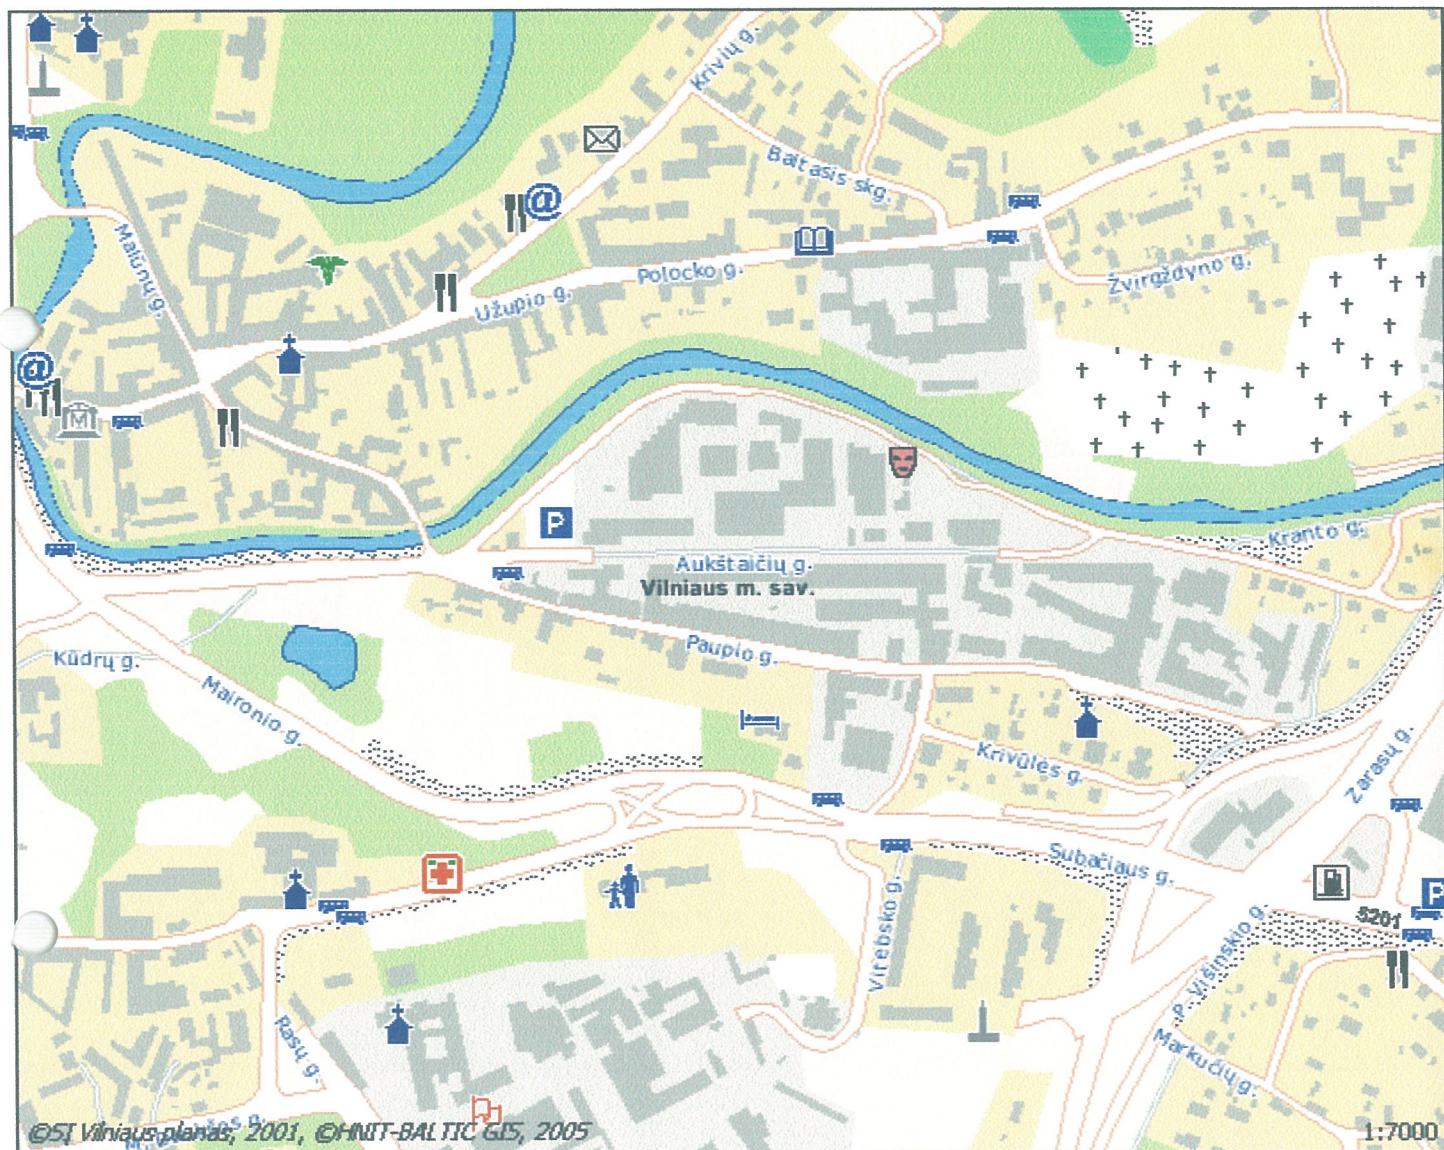 Krivių g.
Baltasis skg.
Malūnų g.
Polocko g.
Žvirgždyno g.
Užupio g.
@
@
M
P
Kranto g.
Aukštaičių g.
Vilniaus m. sav.
Paupio g.
Kūdrų g.
Maironio g.
Krivūlės g.
Zarasų g.
Subačiaus g.
Vitebsko g.
P
5201
P. Višinskio g.
Rasų g.
Markučių g.
©SĮ Vilniaus planas, 2001, ©HNIT-BALTIC GIS, 2005
1:7000